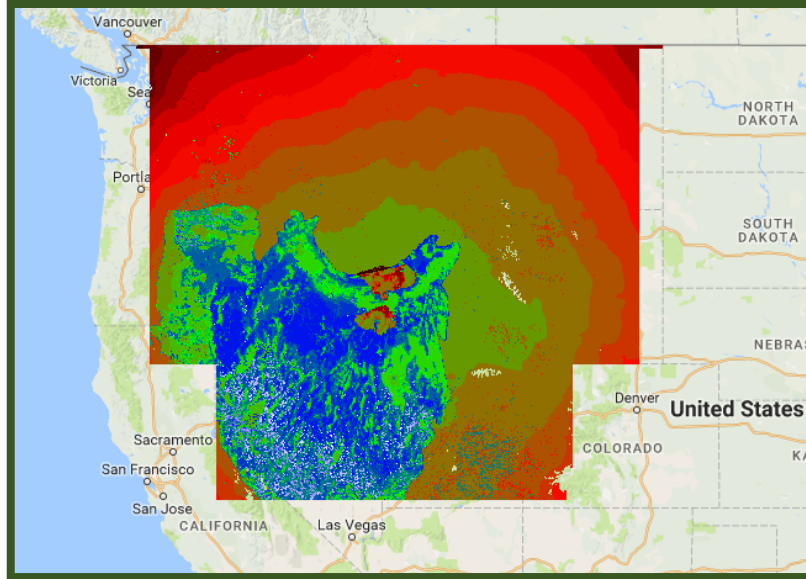 Vancouver
Victoria
Sea
NORTH
DAKOTA
Portla
SOUTH
DAKOTA
NEBRAS
Denver
United States
Sacramento
COLORADO
KA
San Francisco
San Jose
CALIFORNIA
Las Vegas